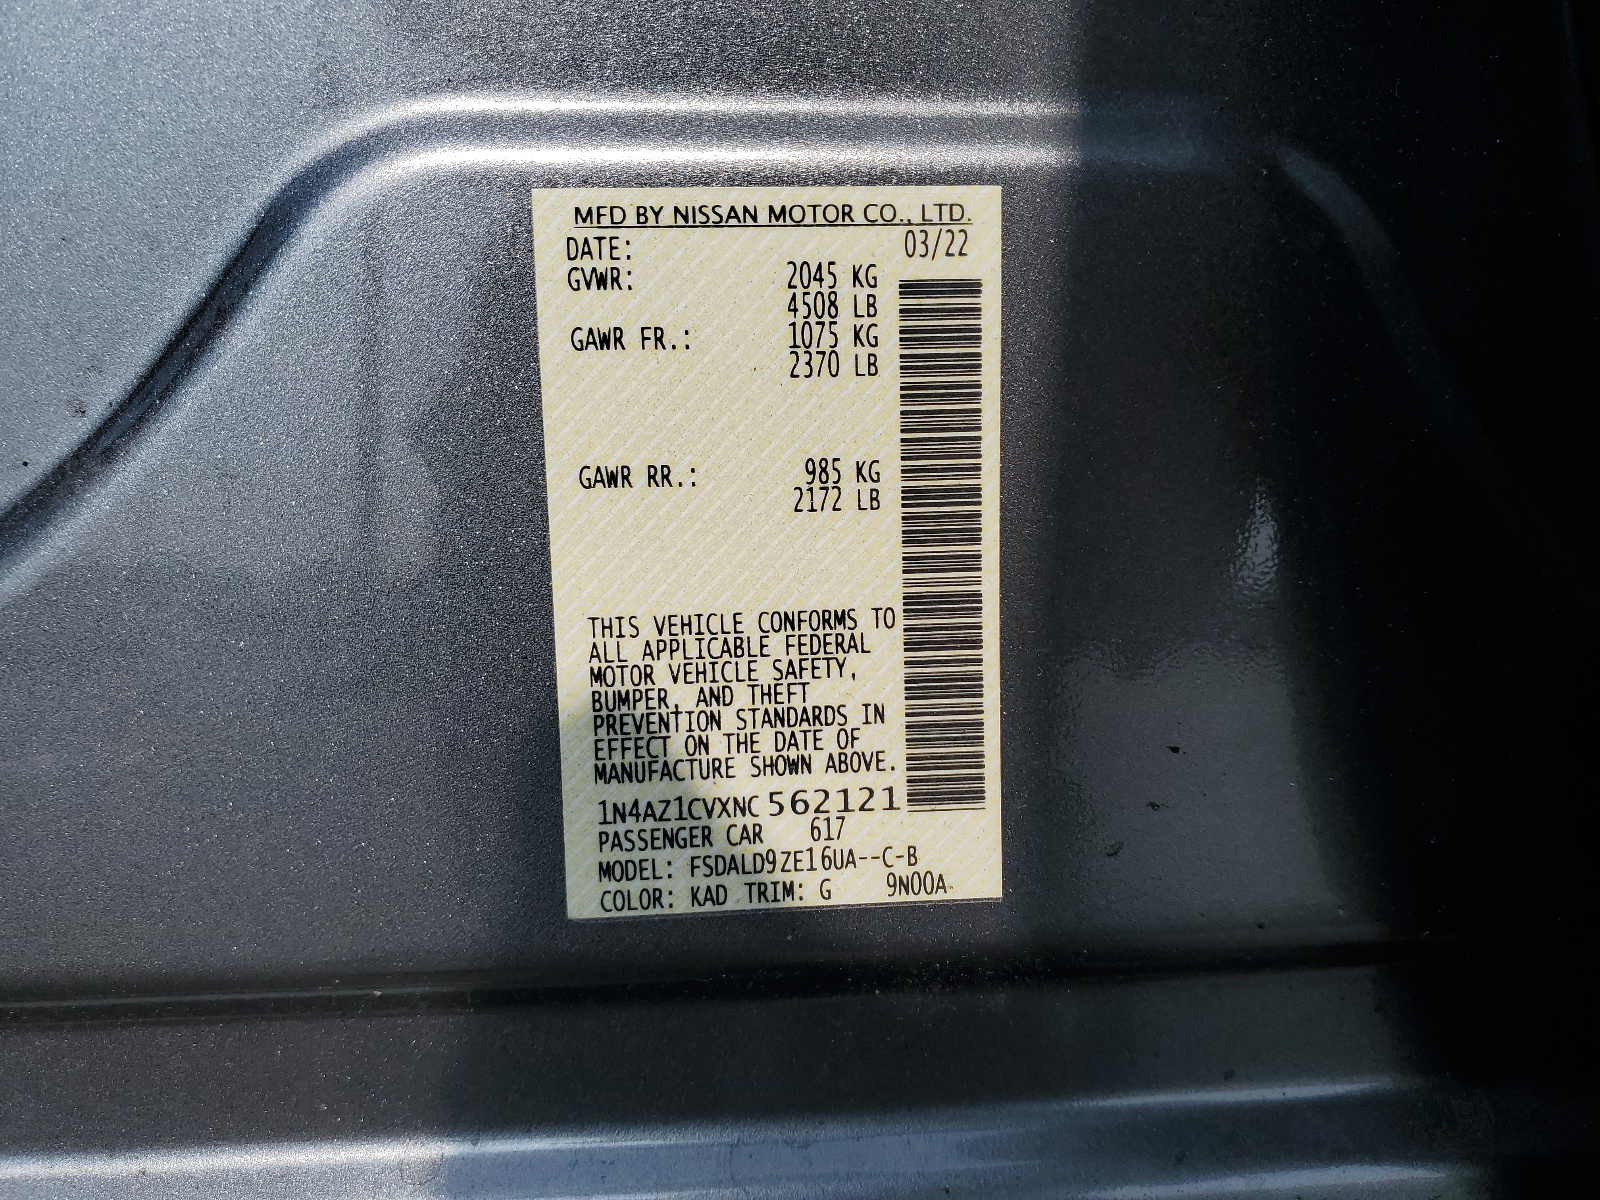 MFD BY NISSAN MOTOR CO., LTD.
DATE: 03/22
GVWR: 2045 KG
4508 LB
GAWR FR.: 1075 KG
2370 LB
GAWR RR.: 985 KG
2172 LB
THIS VEHICLE CONFORMS TO
ALL APPLICABLE FEDERAL
MOTOR VEHICLE SAFETY,
BUMPER, AND THEFT
PREVENTION STANDARDS IN
EFFECT ON THE DATE OF
MANUFACTURE SHOWN ABOVE.
1N4AZ1CVXNC562121
PASSENGER CAR 617
MODEL: FSDALD9ZE16UA--C-B
COLOR: KAD TRIM: G 9N00A